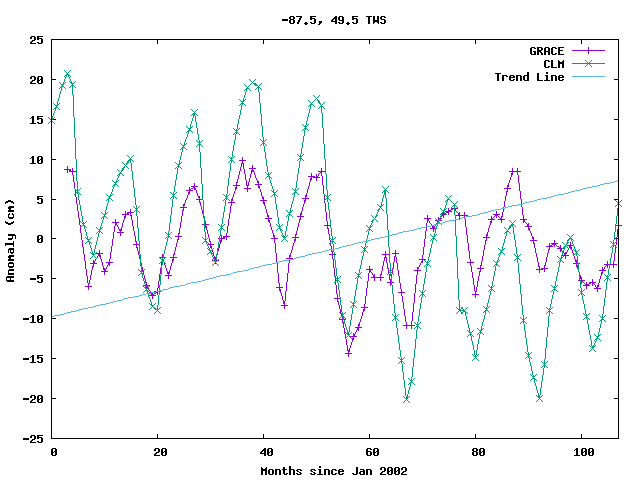 -87.5, 49.5 TWS
GRACE
CLM
Trend Line
25
20
15
10
5
0
-5
-10
-15
-20
-25
Anomaly (cm)
0 20 40 60 80 100
Months since Jan 2002